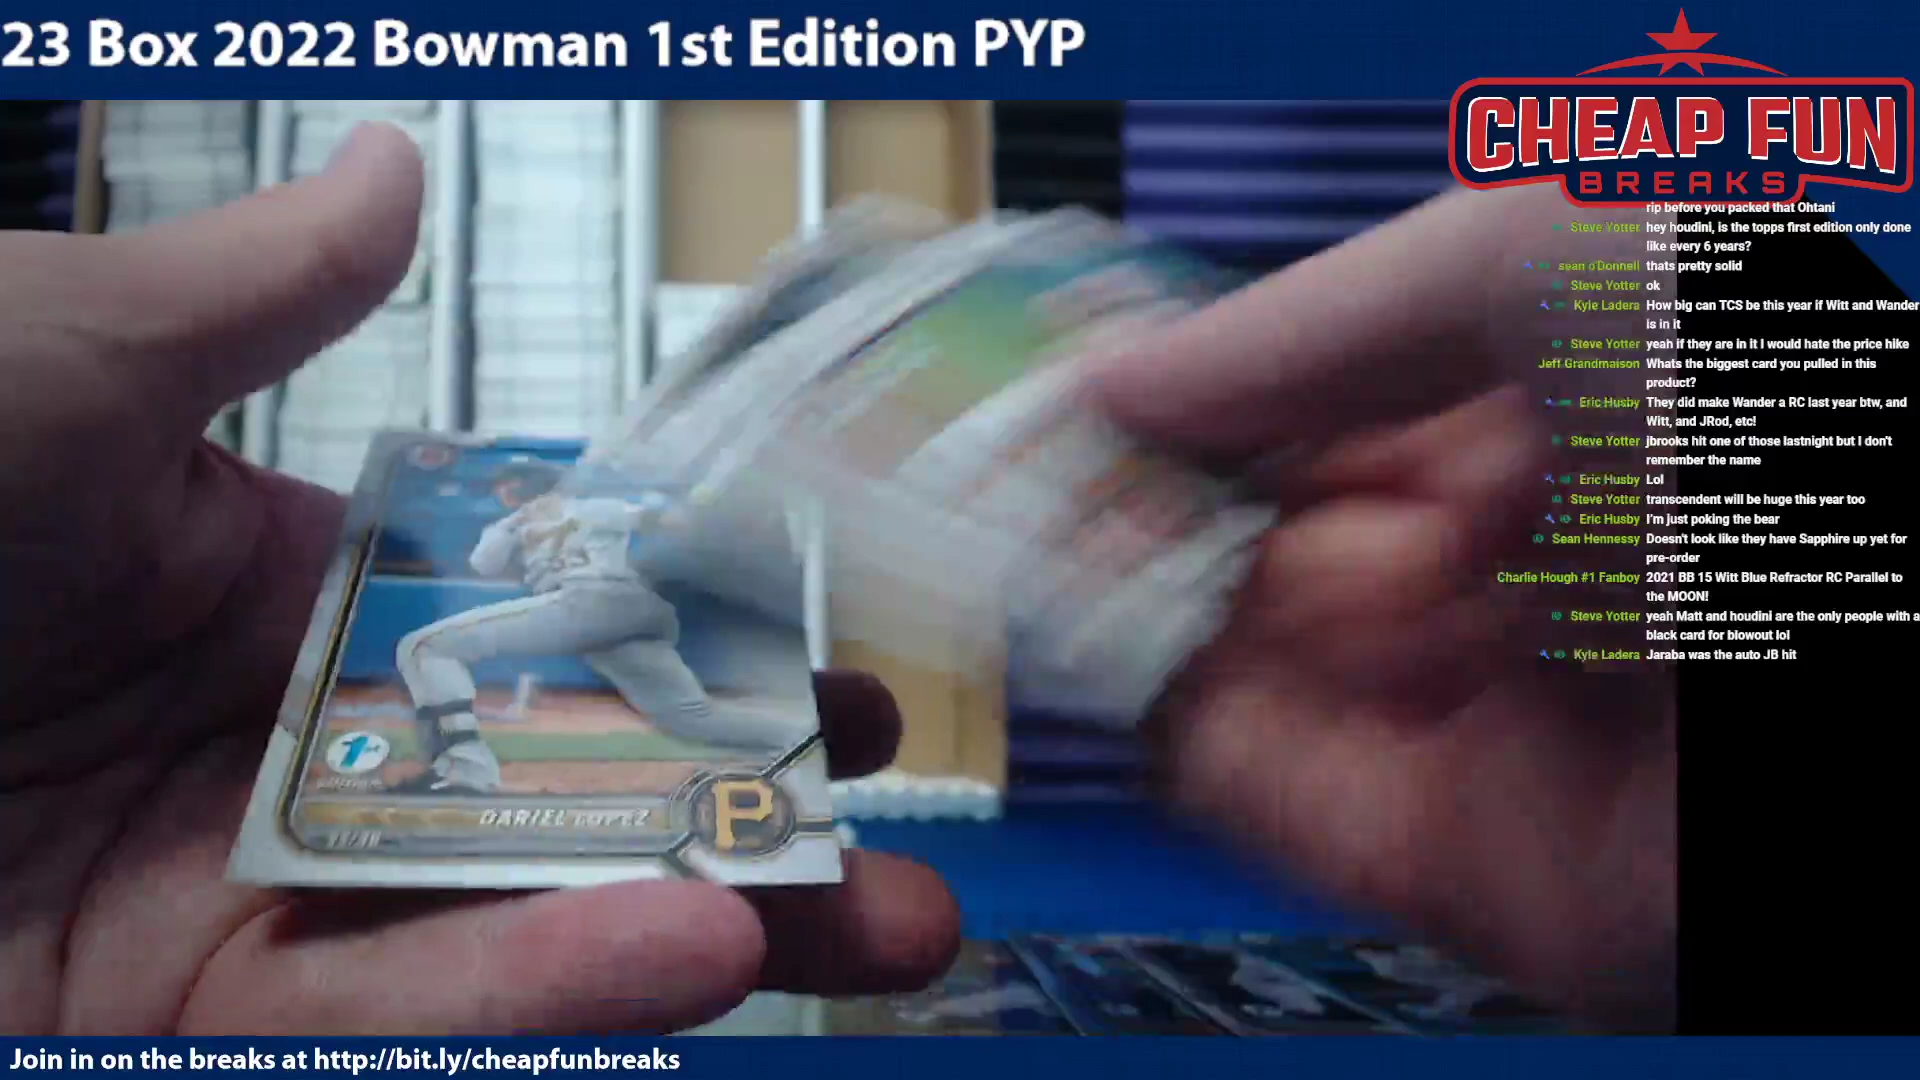 23 Box 2022 Bowman 1st Edition PYP
CHEAP FUN
BREAKS
rip before you packed that Ohtani
Steve Yotter hey houdini, is the topps first edition only done
like every 6 years?
sean o'Donnell thats pretty solid
Steve Yotter ok
Kyle Ladera How big can TCS be this year if Witt and Wander
is in it
Steve Yotter yeah if they are in it I would hate the price hike
Jeff Grandmaison Whats the biggest card you pulled in this
product?
Eric Husby They did make Wander a RC last year btw, and
Witt, and JRod, etc!
Steve Yotter jbrooks hit one of those lastnight but I don't
remember the name
Eric Husby Lol
Steve Yotter transcendent will be huge this year too
Eric Husby I'm just poking the bear
Sean Hennessy Doesn't look like they have Sapphire up yet for
pre-order
Charlie Hough #1 Fanboy 2021 BB 15 Witt Blue Refractor RC Parallel to
the MOON!
Steve Yotter yeah Matt and houdini are the only people with a
black card for blowout lol
Kyle Ladera Jaraba was the auto JB hit
1st
DARIEL LOPEZ
P
Join in on the breaks at http://bit.ly/cheapfunbreaks